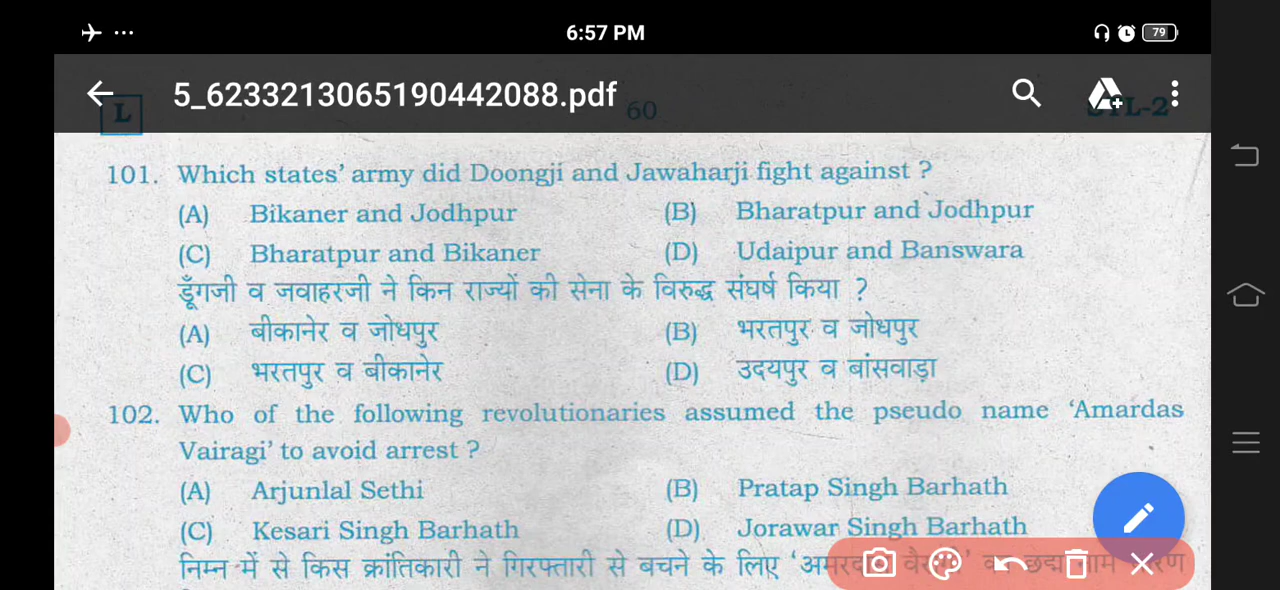 6:57 PM
79
5_6233213065190442088.pdf
L 60 STL-2
101. Which states' army did Doongji and Jawaharji fight against ?
(A) Bikaner and Jodhpur (B) Bharatpur and Jodhpur
(C) Bharatpur and Bikaner (D) Udaipur and Banswara
डूँगजी व जवाहरजी ने किन राज्यों की सेना के विरुद्ध संघर्ष किया ?
(A) बीकानेर व जोधपुर (B) भरतपुर व जोधपुर
(C) भरतपुर व बीकानेर (D) उदयपुर व बांसवाड़ा
102. Who of the following revolutionaries assumed the pseudo name 'Amardas
Vairagi' to avoid arrest ?
(A) Arjunlal Sethi (B) Pratap Singh Barhath
(C) Kesari Singh Barhath (D) Jorawar Singh Barhath
निम्न में से किस क्रांतिकारी ने गिरफ्तारी से बचने के लिए छद्म नाम